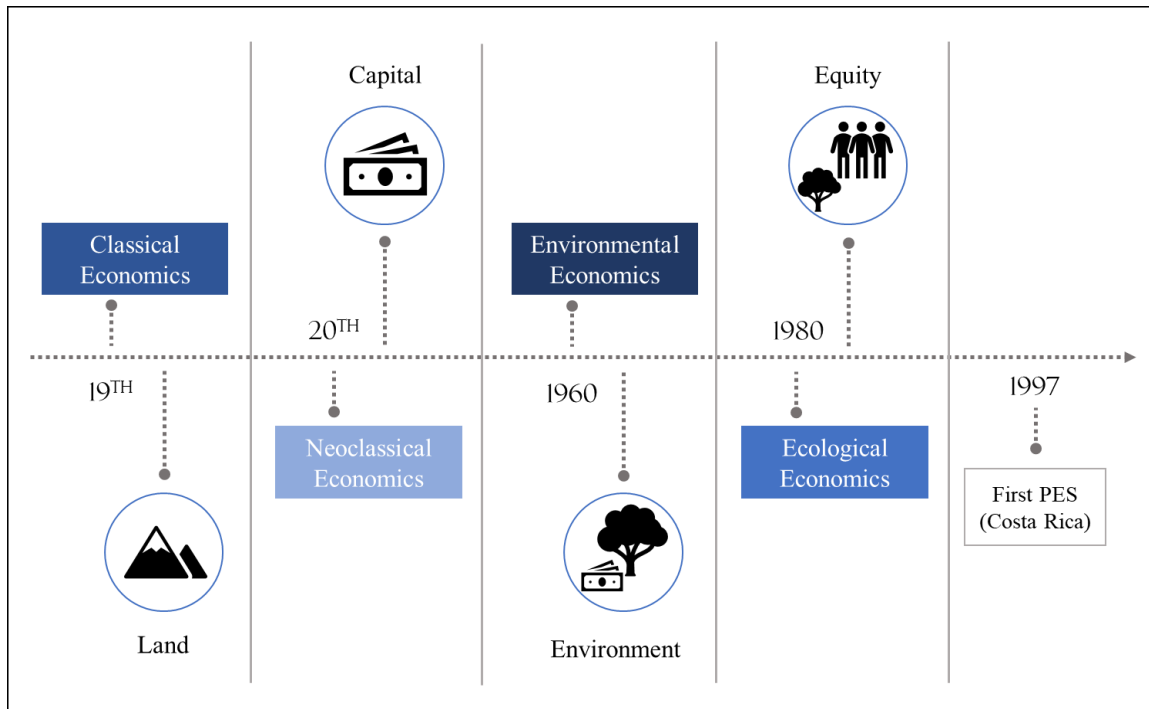 Classical
Economics
19TH
Land
Capital
20TH
Neoclassical
Economics
Environmental
Economics
1960
Environment
Equity
1980
Ecological
Economics
1997
First PES
(Costa Rica)